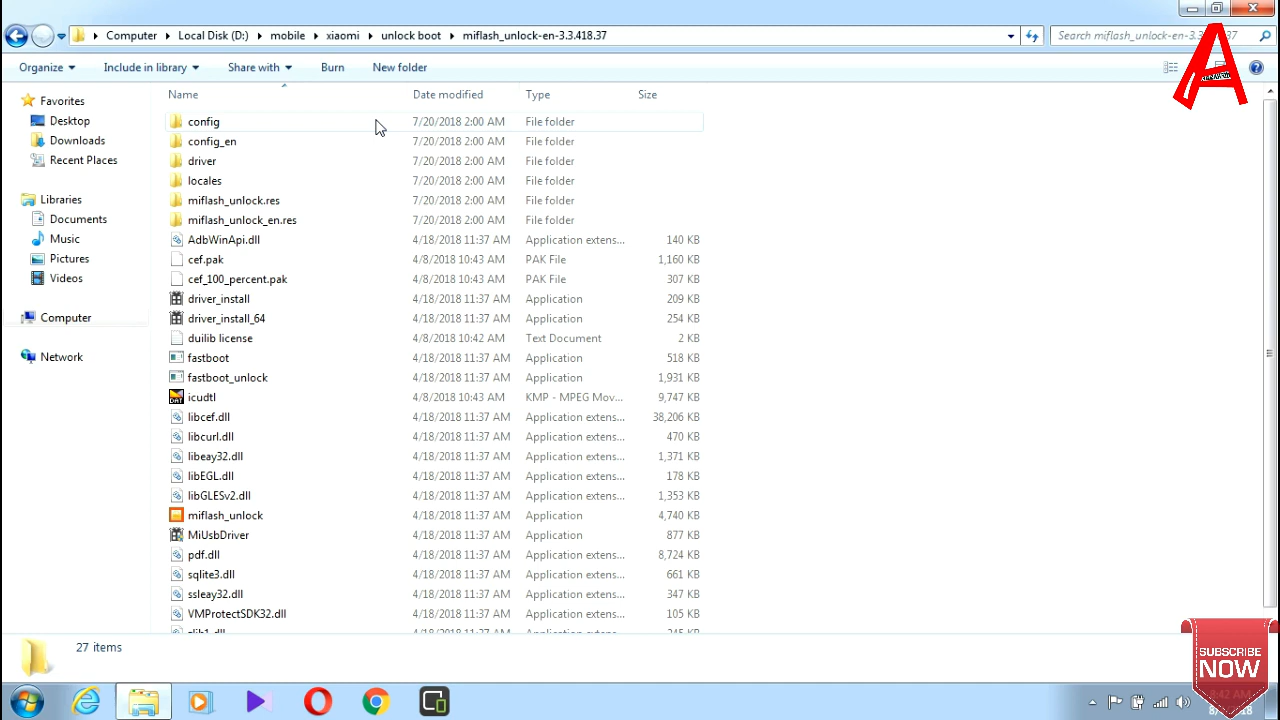 Computer Local Disk (D:) mobile xiaomi unlock boot miflash_unlock-en-3.3.418.37
Search miflash_unlock-en-3.3.418.37
Organize Include in library Share with Burn New folder
Name Date modified Type Size
Favorites
Desktop
Downloads
Recent Places
Libraries
Documents
Music
Pictures
Videos
Computer
Network
config 7/20/2018 2:00 AM File folder
config_en 7/20/2018 2:00 AM File folder
driver 7/20/2018 2:00 AM File folder
locales 7/20/2018 2:00 AM File folder
miflash_unlock.res 7/20/2018 2:00 AM File folder
miflash_unlock_en.res 7/20/2018 2:00 AM File folder
AdbWinApi.dll 4/18/2018 11:37 AM Application extens... 140 KB
cef.pak 4/8/2018 10:43 AM PAK File 1,160 KB
cef_100_percent.pak 4/8/2018 10:43 AM PAK File 307 KB
driver_install 4/18/2018 11:37 AM Application 209 KB
driver_install_64 4/18/2018 11:37 AM Application 254 KB
duilib license 4/8/2018 10:42 AM Text Document 2 KB
fastboot 4/18/2018 11:37 AM Application 518 KB
fastboot_unlock 4/18/2018 11:37 AM Application 1,931 KB
icudtl 4/8/2018 10:43 AM KMP - MPEG Mov... 9,747 KB
libcef.dll 4/18/2018 11:37 AM Application extens... 38,206 KB
libcurl.dll 4/18/2018 11:37 AM Application extens... 470 KB
libeay32.dll 4/18/2018 11:37 AM Application extens... 1,371 KB
libEGL.dll 4/18/2018 11:37 AM Application extens... 178 KB
libGLESv2.dll 4/18/2018 11:37 AM Application extens... 1,353 KB
miflash_unlock 4/18/2018 11:37 AM Application 4,740 KB
MiUsbDriver 4/18/2018 11:37 AM Application 877 KB
pdf.dll 4/18/2018 11:37 AM Application extens... 8,724 KB
sqlite3.dll 4/18/2018 11:37 AM Application extens... 661 KB
ssleay32.dll 4/18/2018 11:37 AM Application extens... 347 KB
VMProtectSDK32.dll 4/18/2018 11:37 AM Application extens... 105 KB
27 items
A
SUBSCRIBE
NOW
8:42 AM